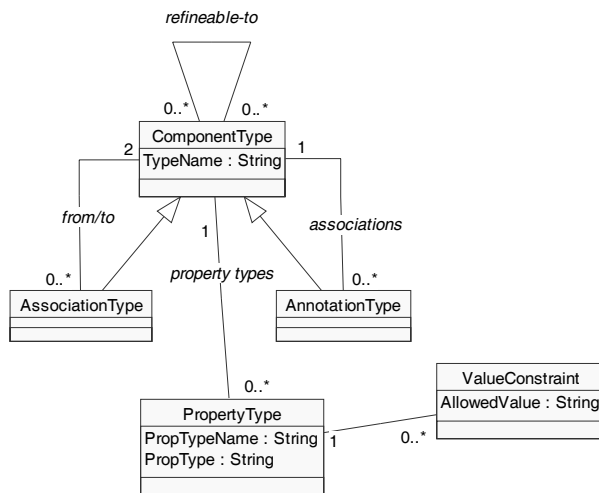 refineable-to
0..*
0..*
ComponentType
TypeName : String
2
1
from/to
1
associations
property types
0..*
0..*
AssociationType
AnnotationType
0..*
PropertyType
PropTypeName : String
PropType : String
1
0..*
ValueConstraint
AllowedValue : String